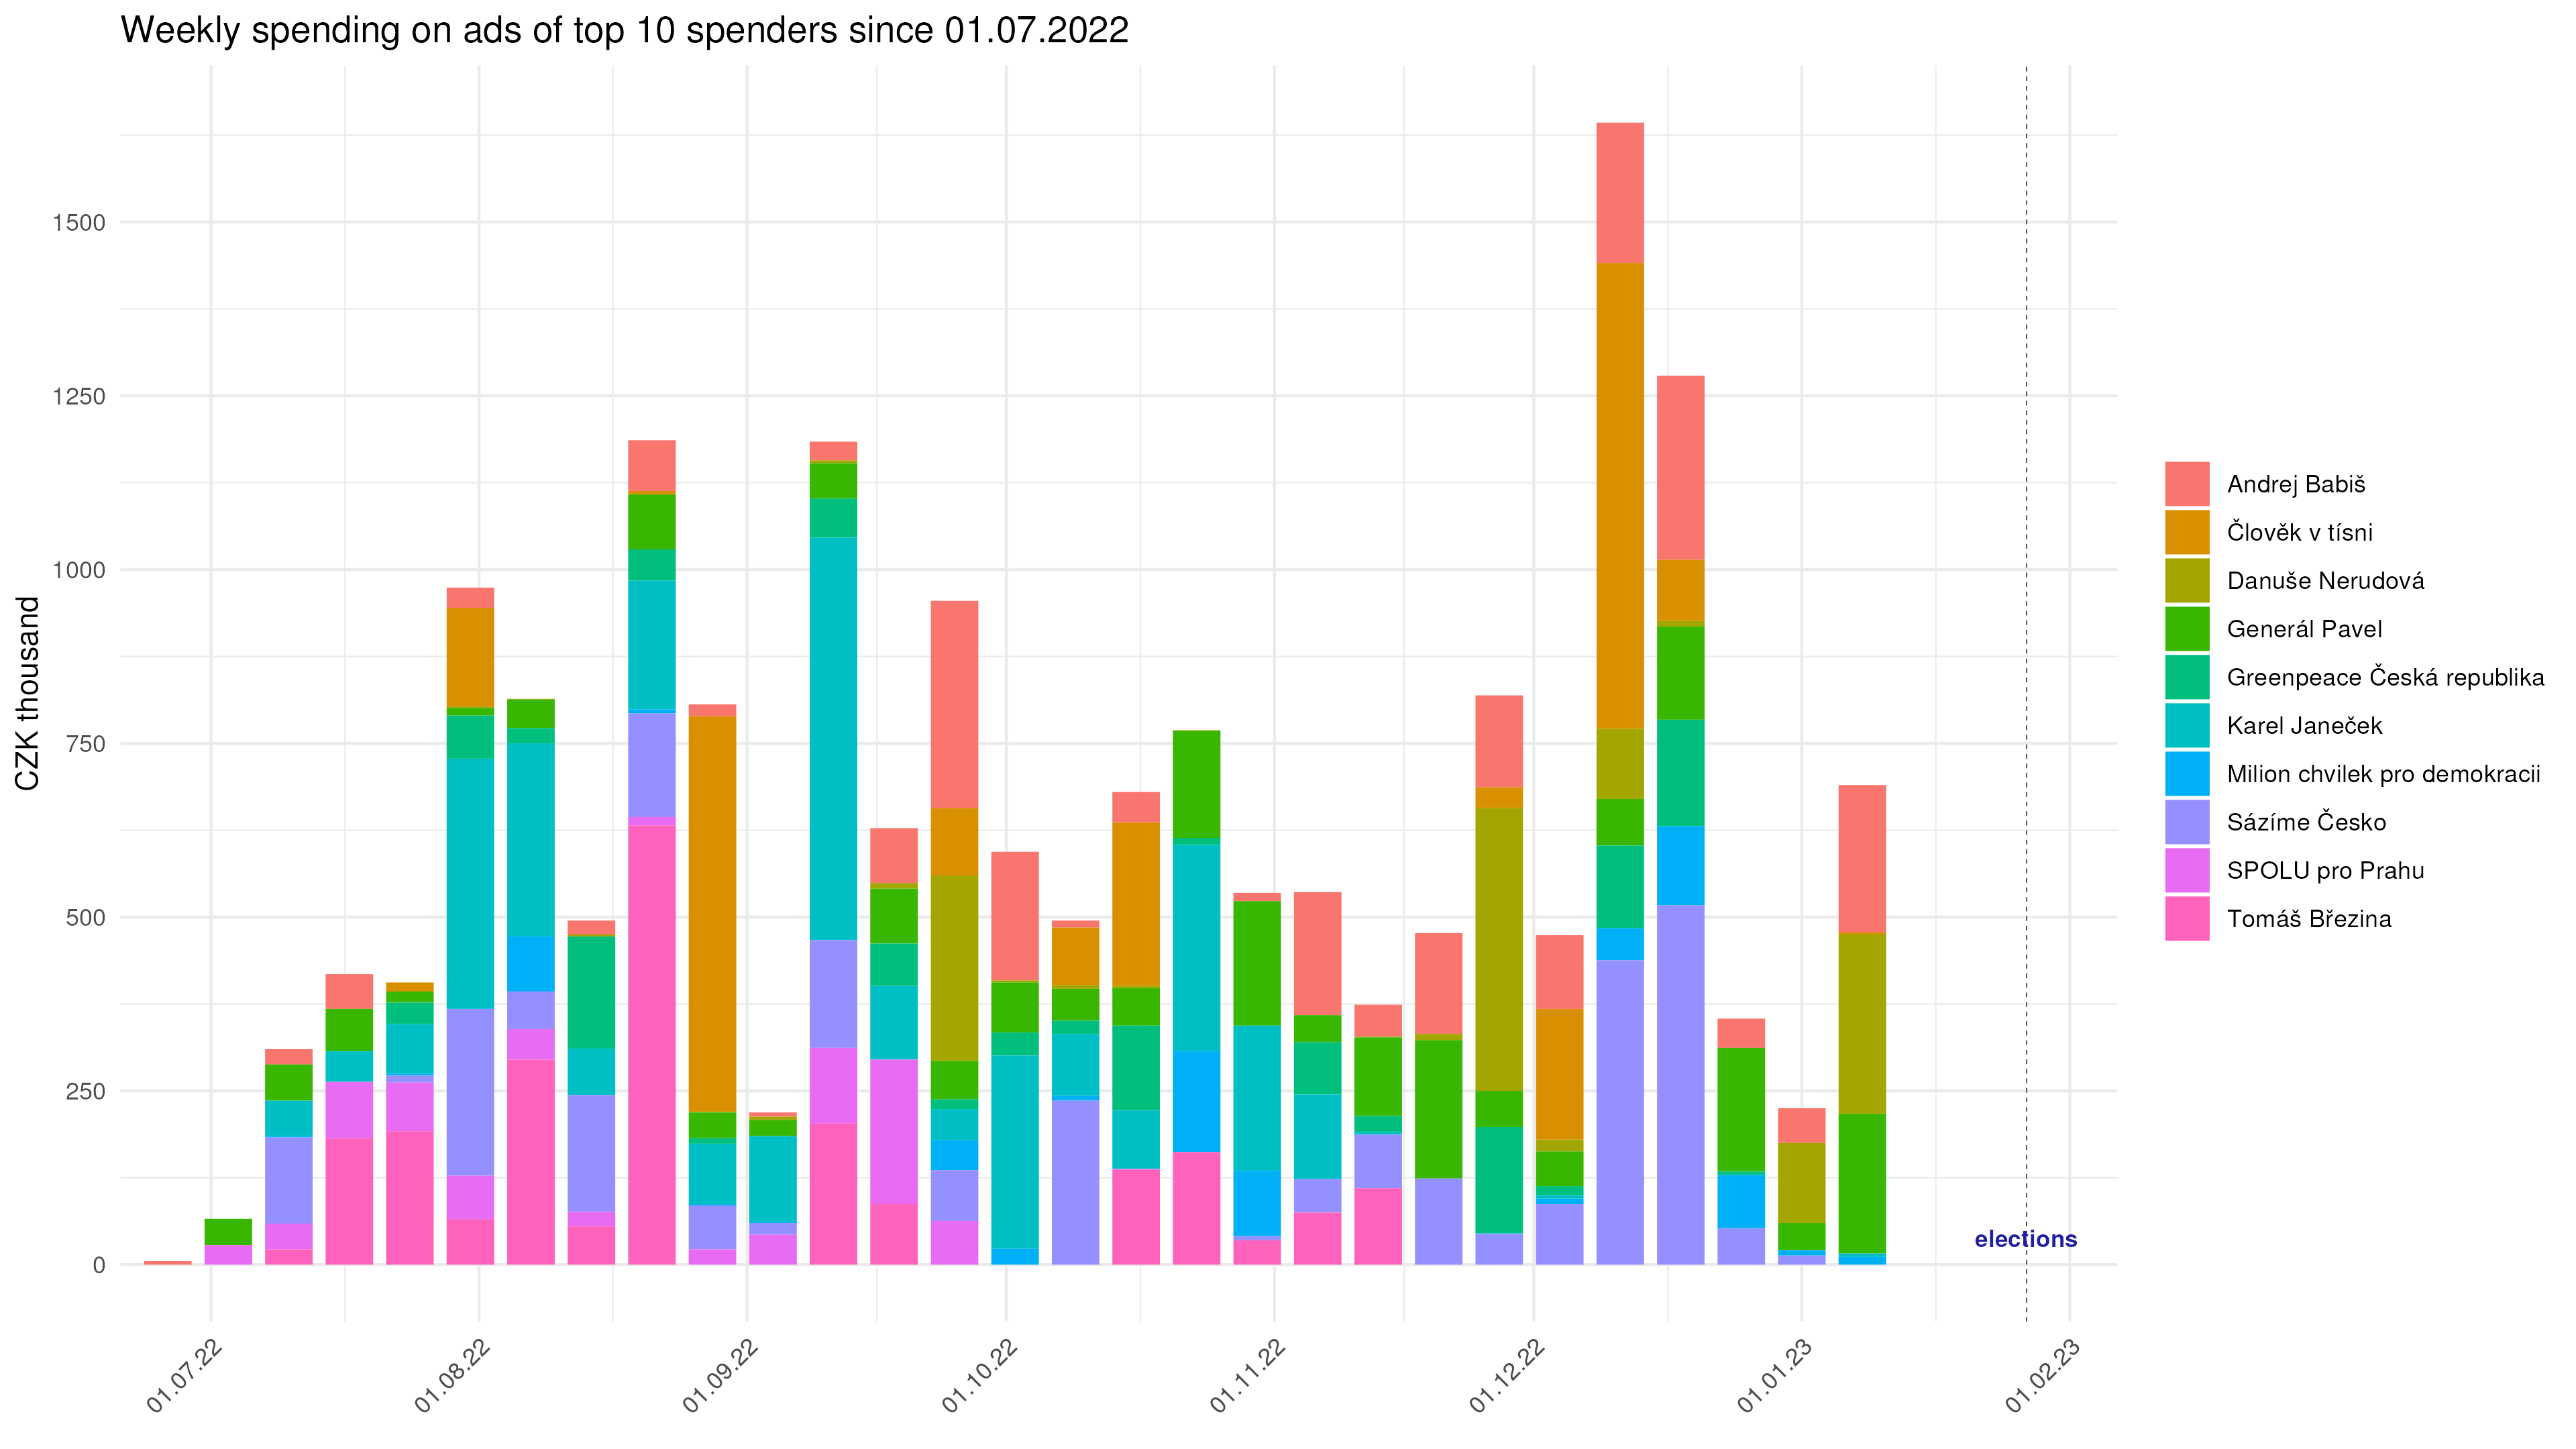 Weekly spending on ads of top 10 spenders since 01.07.2022
CZK thousand
1500
1250
1000
750
500
250
0
01.07.22
01.08.22
01.09.22
01.10.22
01.11.22
01.12.22
01.01.23
01.02.23
elections
Andrej Babiš
Člověk v tísni
Danuše Nerudová
Generál Pavel
Greenpeace Česká republika
Karel Janeček
Milion chvilek pro demokracii
Sázíme Česko
SPOLU pro Prahu
Tomáš Březina